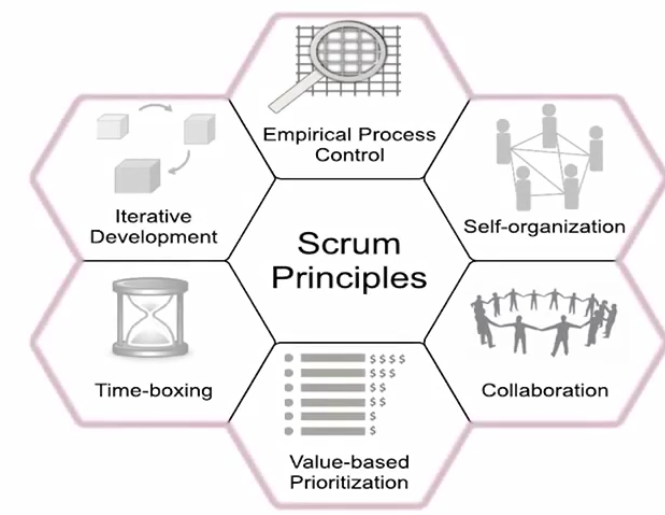 Empirical Process
Control
Iterative
Development
Self-organization
Scrum
Principles
Time-boxing
Collaboration
$$$$
$$$
$$
$$
$
$
Value-based
Prioritization